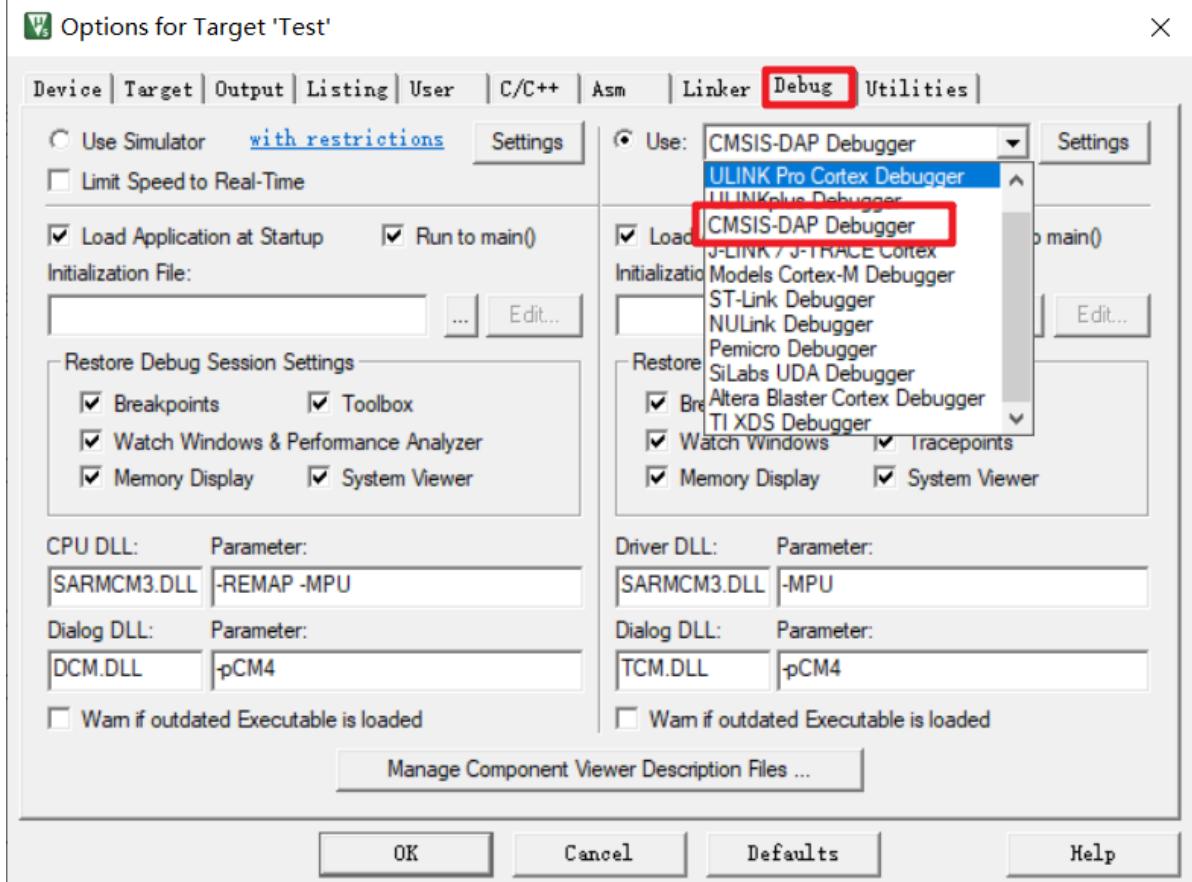 Options for Target 'Test'
Device Target Output Listing User C/C++ Asm Linker Debug Utilities
Use Simulator with restrictions Settings
Limit Speed to Real-Time
Load Application at Startup Run to main()
Initialization File:
... Edit...
Restore Debug Session Settings
Breakpoints Toolbox
Watch Windows & Performance Analyzer
Memory Display System Viewer
CPU DLL: Parameter:
SARMCM3.DLL -REMAP -MPU
Dialog DLL: Parameter:
DCM.DLL -pCM4
Warn if outdated Executable is loaded
Use: CMSIS-DAP Debugger Settings
ULINK Pro Cortex Debugger
ULINKplus Debugger
CMSIS-DAP Debugger
J-LINK / J-TRACE Cortex
Models Cortex-M Debugger
ST-Link Debugger
NULink Debugger
Pemicro Debugger
SiLabs UDA Debugger
Altera Blaster Cortex Debugger
TI XDS Debugger
Load main()
Initializatio
Edit...
Restore
Bre
Watch Windows Tracepoints
Memory Display System Viewer
Driver DLL: Parameter:
SARMCM3.DLL -MPU
Dialog DLL: Parameter:
TCM.DLL -pCM4
Warn if outdated Executable is loaded
Manage Component Viewer Description Files ...
OK Cancel Defaults Help